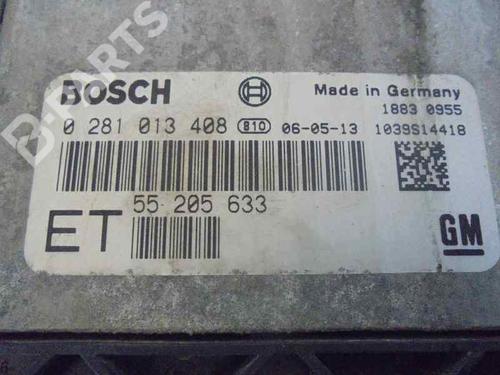 BOSCH
Made in Germany
1883 0955
0 281 013 408 B10 06-05-13 1039S14418
55 205 633
ET
GM
B-PARTS